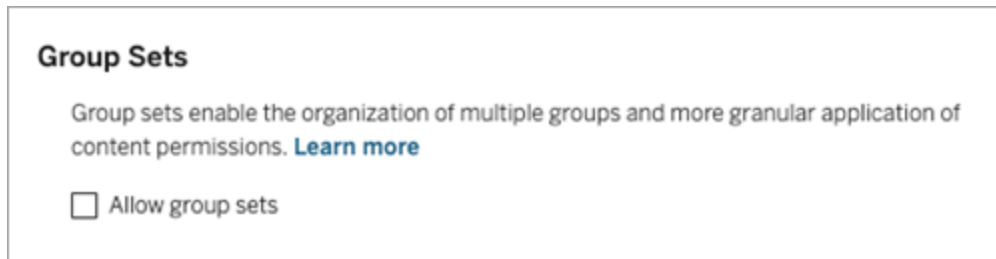 Group Sets
Group sets enable the organization of multiple groups and more granular application of
content permissions. Learn more
Allow group sets